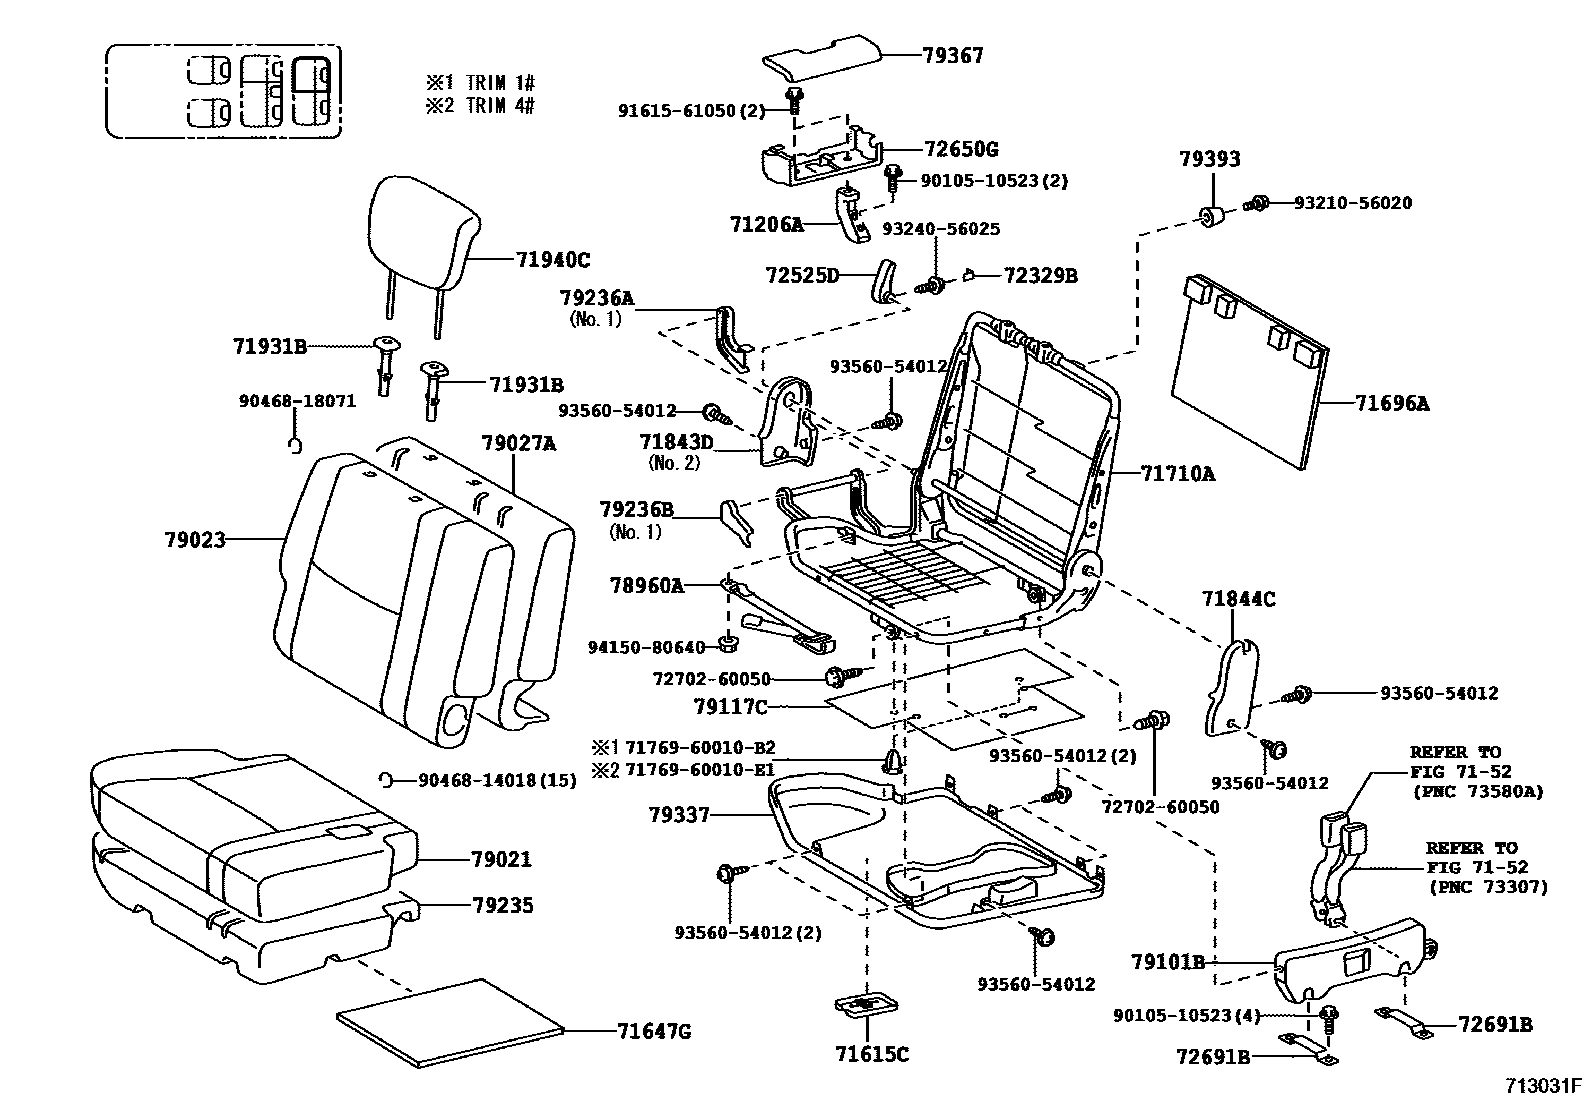 ※1 TRIM 1#
※2 TRIM 4#
79367
91615-61050(2)
72650G
90105-10523(2)
71206A
79393
93210-56020
93240-56025
71940C
72525D
72329B
79236A
(No.1)
71931B
71931B
93560-54012
90468-18071
93560-54012
71696A
79027A
71843D
(No.2)
71710A
79236B
(No.1)
79023
78960A
71844C
94150-80640
72702-60050
93560-54012
79117C
※1 71769-60010-B2
※2 71769-60010-E1
93560-54012(2)
REFER TO
FIG 71-52
(PNC 73580A)
90468-14018(15)
93560-54012
72702-60050
79337
REFER TO
FIG 71-52
(PNC 73307)
79021
79235
93560-54012(2)
79101B
93560-54012
90105-10523(4)
72691B
71647G
71615C
72691B
713031F